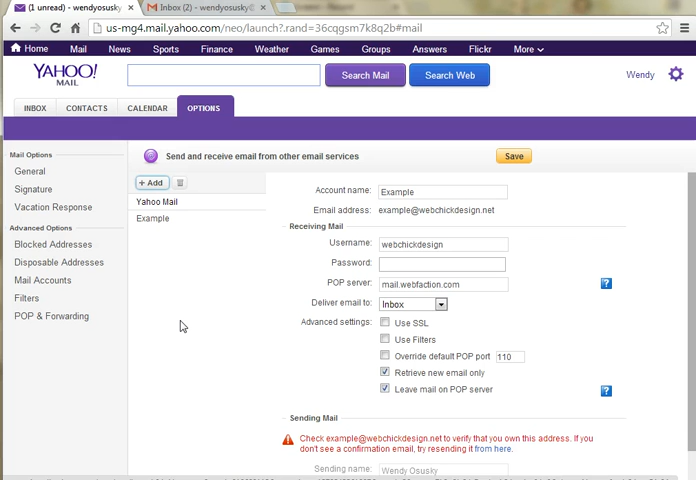 (1 unread) - wendyosusky
Inbox (2) - wendyosusky@
us-mg4.mail.yahoo.com/neo/launch?.rand=36cqgsm7k8q2b#mail
Home Mail News Sports Finance Weather Games Groups Answers Flickr More
YAHOO!
MAIL
Search Mail
Search Web
Wendy
INBOX CONTACTS CALENDAR OPTIONS
Mail Options
General
Signature
Vacation Response
Advanced Options
Blocked Addresses
Disposable Addresses
Mail Accounts
Filters
POP & Forwarding
@ Send and receive email from other email services
Save
+ Add
Yahoo Mail
Example
Account name: Example
Email address: example@webchickdesign.net
Receiving Mail
Username: webchickdesign
Password:
POP server: mail.webfaction.com ?
Deliver email to: Inbox
Advanced settings: Use SSL
Use Filters
Override default POP port 110
Retrieve new email only
Leave mail on POP server ?
Sending Mail
Check example@webchickdesign.net to verify that you own this address. If you
don't see a confirmation email, try resending it from here.
Sending name: Wendy Osusky